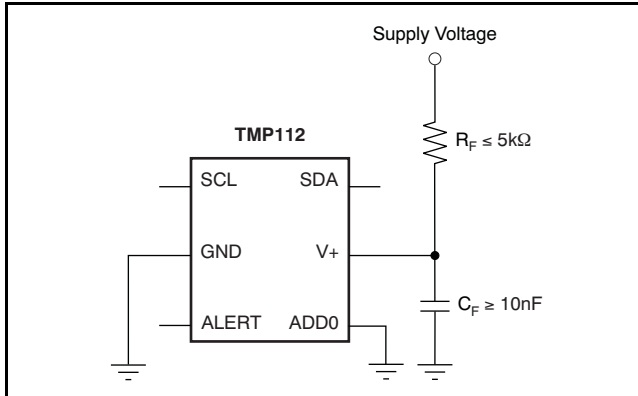 Supply Voltage
TMP112
R_F ≤ 5kΩ
SCL SDA
GND V+
C_F ≥ 10nF
ALERT ADD0